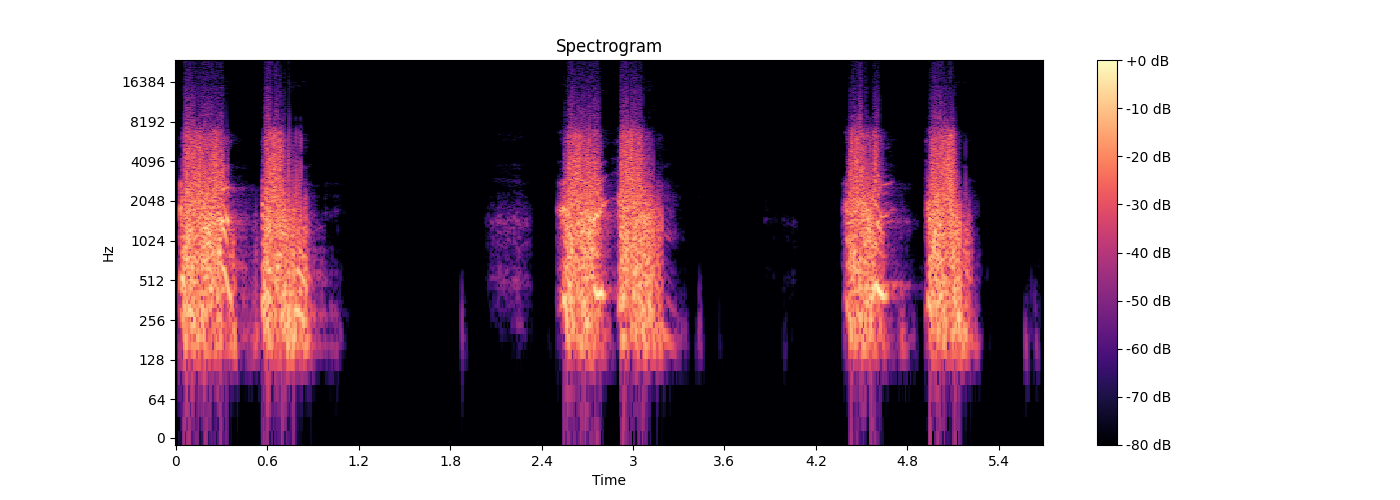 Spectrogram
16384
8192
4096
2048
1024
512
256
128
64
0
Hz
0 0.6 1.2 1.8 2.4 3 3.6 4.2 4.8 5.4
Time
+0 dB
-10 dB
-20 dB
-30 dB
-40 dB
-50 dB
-60 dB
-70 dB
-80 dB